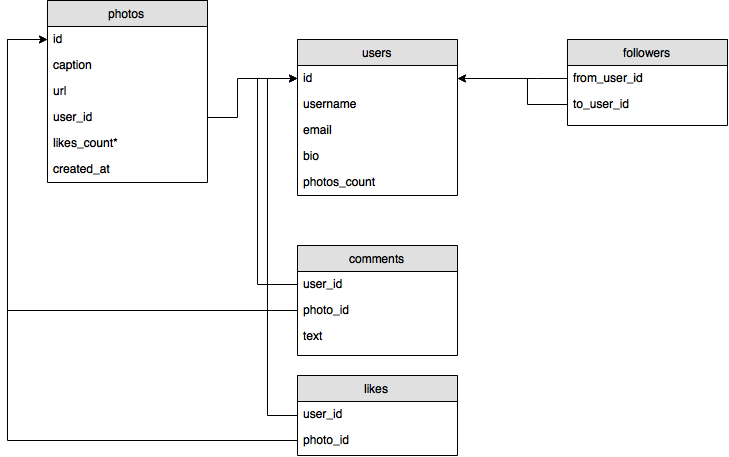 photos
id
caption
url
user_id
likes_count*
created_at
users
id
username
email
bio
photos_count
followers
from_user_id
to_user_id
comments
user_id
photo_id
text
likes
user_id
photo_id